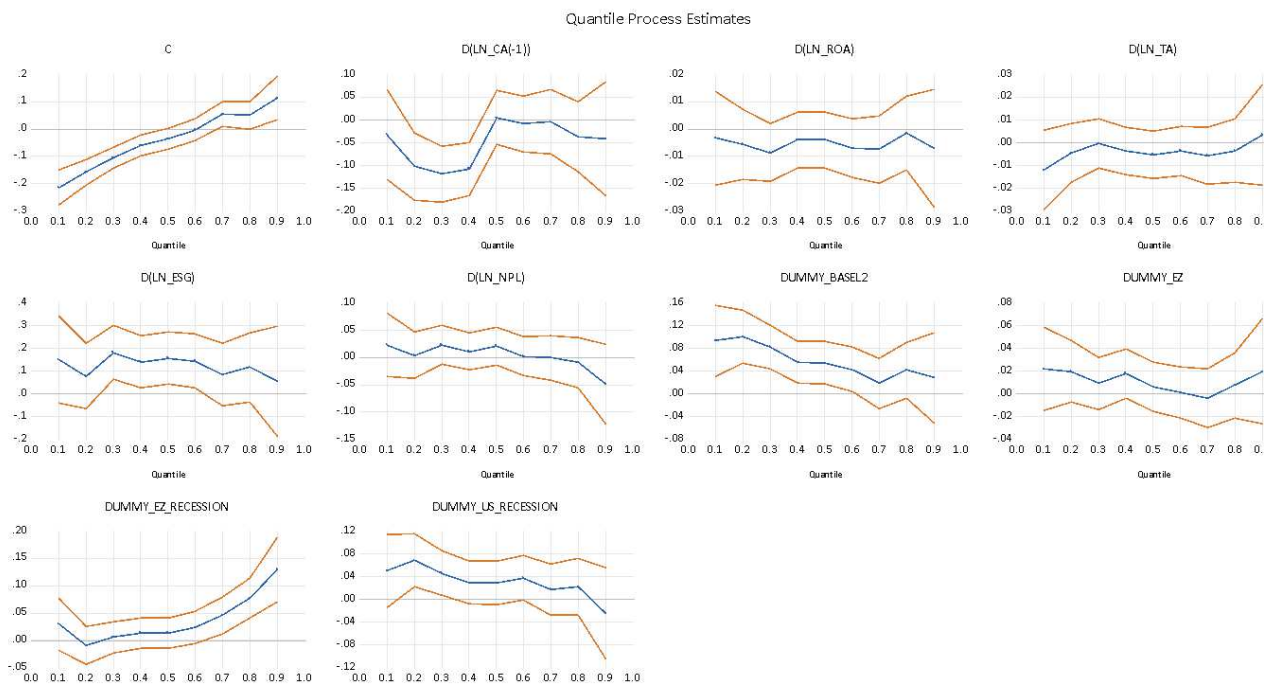 Quantile Process Estimates
C
D(LN_CA(-1))
D(LN_ROA)
D(LN_TA)
.2
.1
.0
-.1
-.2
-.3
0.0 0.1 0.2 0.3 0.4 0.5 0.6 0.7 0.8 0.9 1.0
Quantile
.10
.05
.00
-.05
-.10
-.15
-.20
0.0 0.1 0.2 0.3 0.4 0.5 0.6 0.7 0.8 0.9 1.0
Quantile
.02
.01
.00
-.01
-.02
-.03
0.0 0.1 0.2 0.3 0.4 0.5 0.6 0.7 0.8 0.9 1.0
Quantile
.03
.02
.01
.00
-.01
-.02
-.03
0.0 0.1 0.2 0.3 0.4 0.5 0.6 0.7 0.8
Quantile
D(LN_ESG)
D(LN_NPL)
DUMMY_BASEL2
DUMMY_EZ
.4
.3
.2
.1
.0
-.1
-.2
0.0 0.1 0.2 0.3 0.4 0.5 0.6 0.7 0.8 0.9 1.0
Quantile
.10
.05
.00
-.05
-.10
-.15
0.0 0.1 0.2 0.3 0.4 0.5 0.6 0.7 0.8 0.9 1.0
Quantile
.16
.12
.08
.04
.00
-.04
-.08
0.0 0.1 0.2 0.3 0.4 0.5 0.6 0.7 0.8 0.9 1.0
Quantile
.08
.06
.04
.02
.00
-.02
-.04
0.0 0.1 0.2 0.3 0.4 0.5 0.6 0.7 0.8
Quantile
DUMMY_EZ_RECESSION
DUMMY_US_RECESSION
.20
.15
.10
.05
.00
-.05
0.0 0.1 0.2 0.3 0.4 0.5 0.6 0.7 0.8 0.9 1.0
.12
.08
.04
.00
-.04
-.08
-.12
0.0 0.1 0.2 0.3 0.4 0.5 0.6 0.7 0.8 0.9 1.0